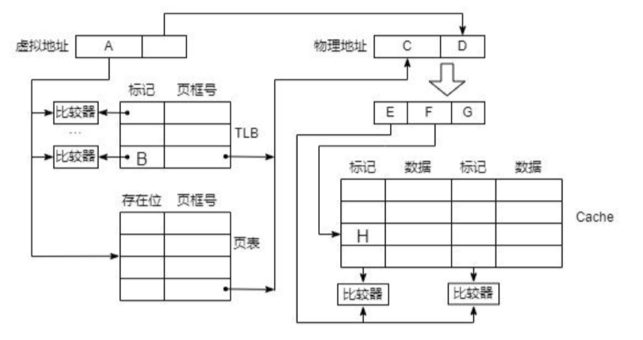 虚拟地址 A 物理地址 C D
E F G
标记 页框号
比较器
TLB
…
比较器 B
标记 数据 标记 数据
存在位 页框号
Cache
页表
H
比较器 比较器